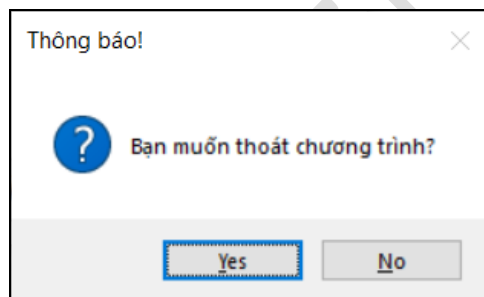 Thông báo!
Bạn muốn thoát chương trình?
Yes No